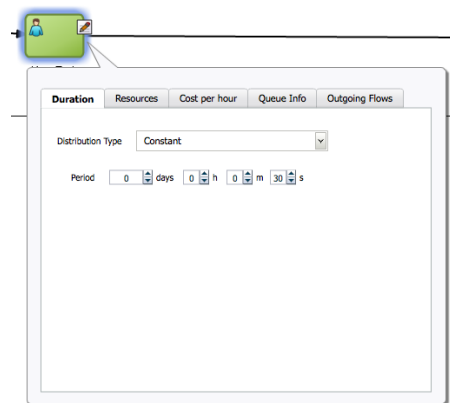 Duration Resources Cost per hour Queue Info Outgoing Flows
Distribution Type Constant
Period 0 days 0 h 0 m 30 s